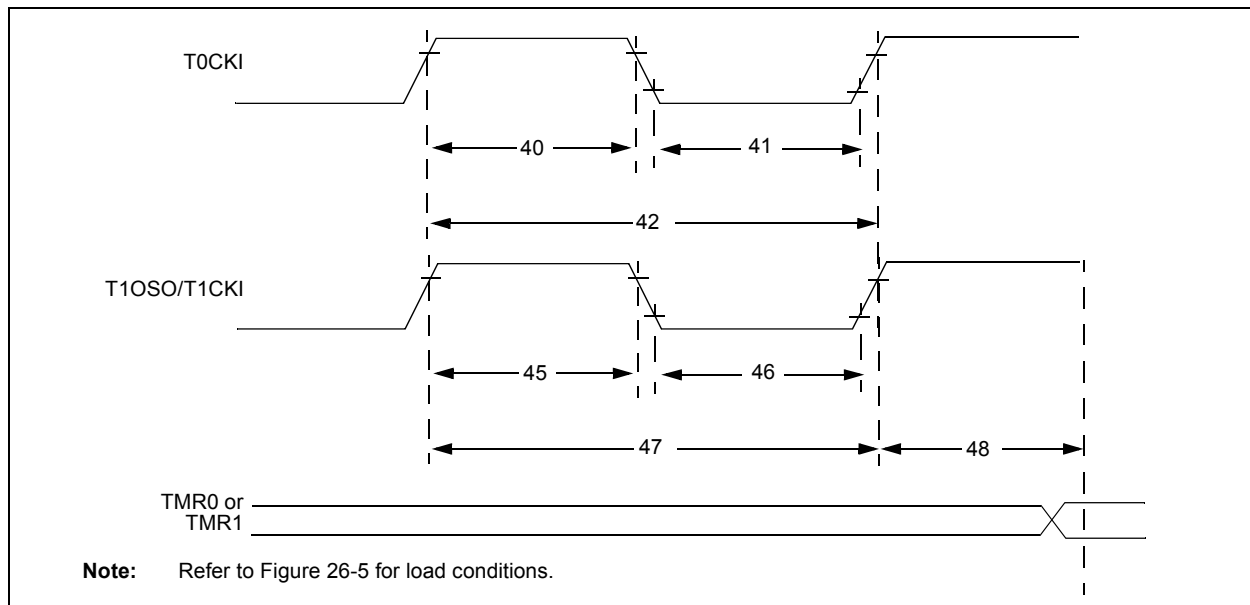 T0CKI
40
41
42
T1OSO/T1CKI
45
46
47
48
TMR0 or
TMR1
Note: Refer to Figure 26-5 for load conditions.